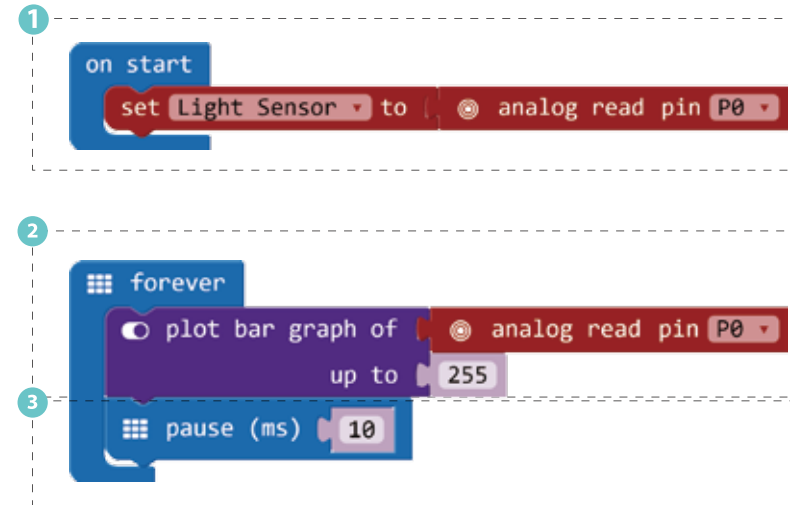 1
on start
set Light Sensor to analog read pin P0
2
forever
plot bar graph of analog read pin P0
up to 255
3
pause (ms) 10